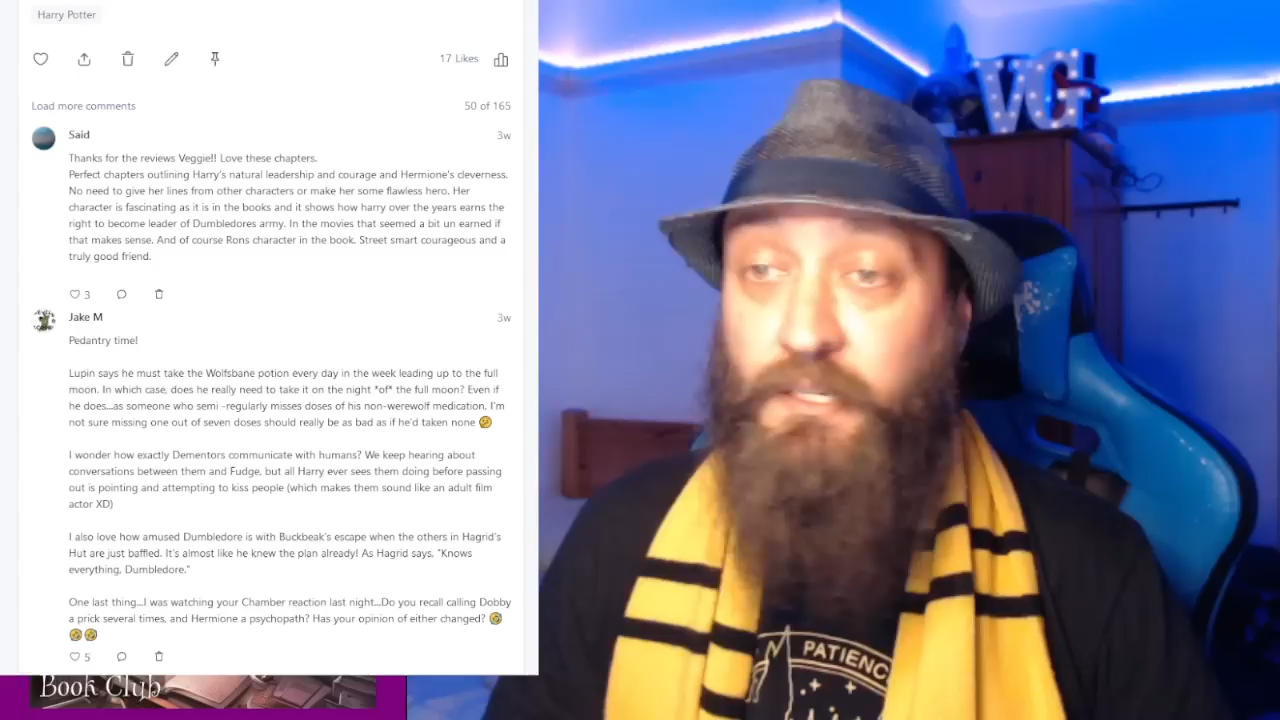 Harry Potter
17 Likes
Load more comments
50 of 165
Said
3w
Thanks for the reviews Veggie!! Love these chapters.
Perfect chapters outlining Harry's natural leadership and courage and Hermione's cleverness.
No need to give her lines from other characters or make her some flawless hero. Her
character is fascinating as it is in the books and it shows how harry over the years earns the
right to become leader of Dumbledores army. In the movies that seemed a bit un earned if
that makes sense. And of course Rons character in the book. Street smart courageous and a
truly good friend.
3
Jake M
3w
Pedantry time!
Lupin says he must take the Wolfsbane potion every day in the week leading up to the full
moon. In which case, does he really need to take it on the night *of* the full moon? Even if
he does...as someone who semi -regularly misses doses of his non-werewolf medication, I'm
not sure missing one out of seven doses should really be as bad as if he'd taken none 🤔
I wonder how exactly Dementors communicate with humans? We keep hearing about
conversations between them and Fudge, but all Harry ever sees them doing before passing
out is pointing and attempting to kiss people (which makes them sound like an adult film
actor XD)
I also love how amused Dumbledore is with Buckbeak's escape when the others in Hagrid's
Hut are just baffled. It's almost like he knew the plan already! As Hagrid says, "Knows
everything, Dumbledore."
One last thing...I was watching your Chamber reaction last night...Do you recall calling Dobby
a prick several times, and Hermione a psychopath? Has your opinion of either changed? 🤣
🤣🤣
5
Book Club
VG
PATIENC